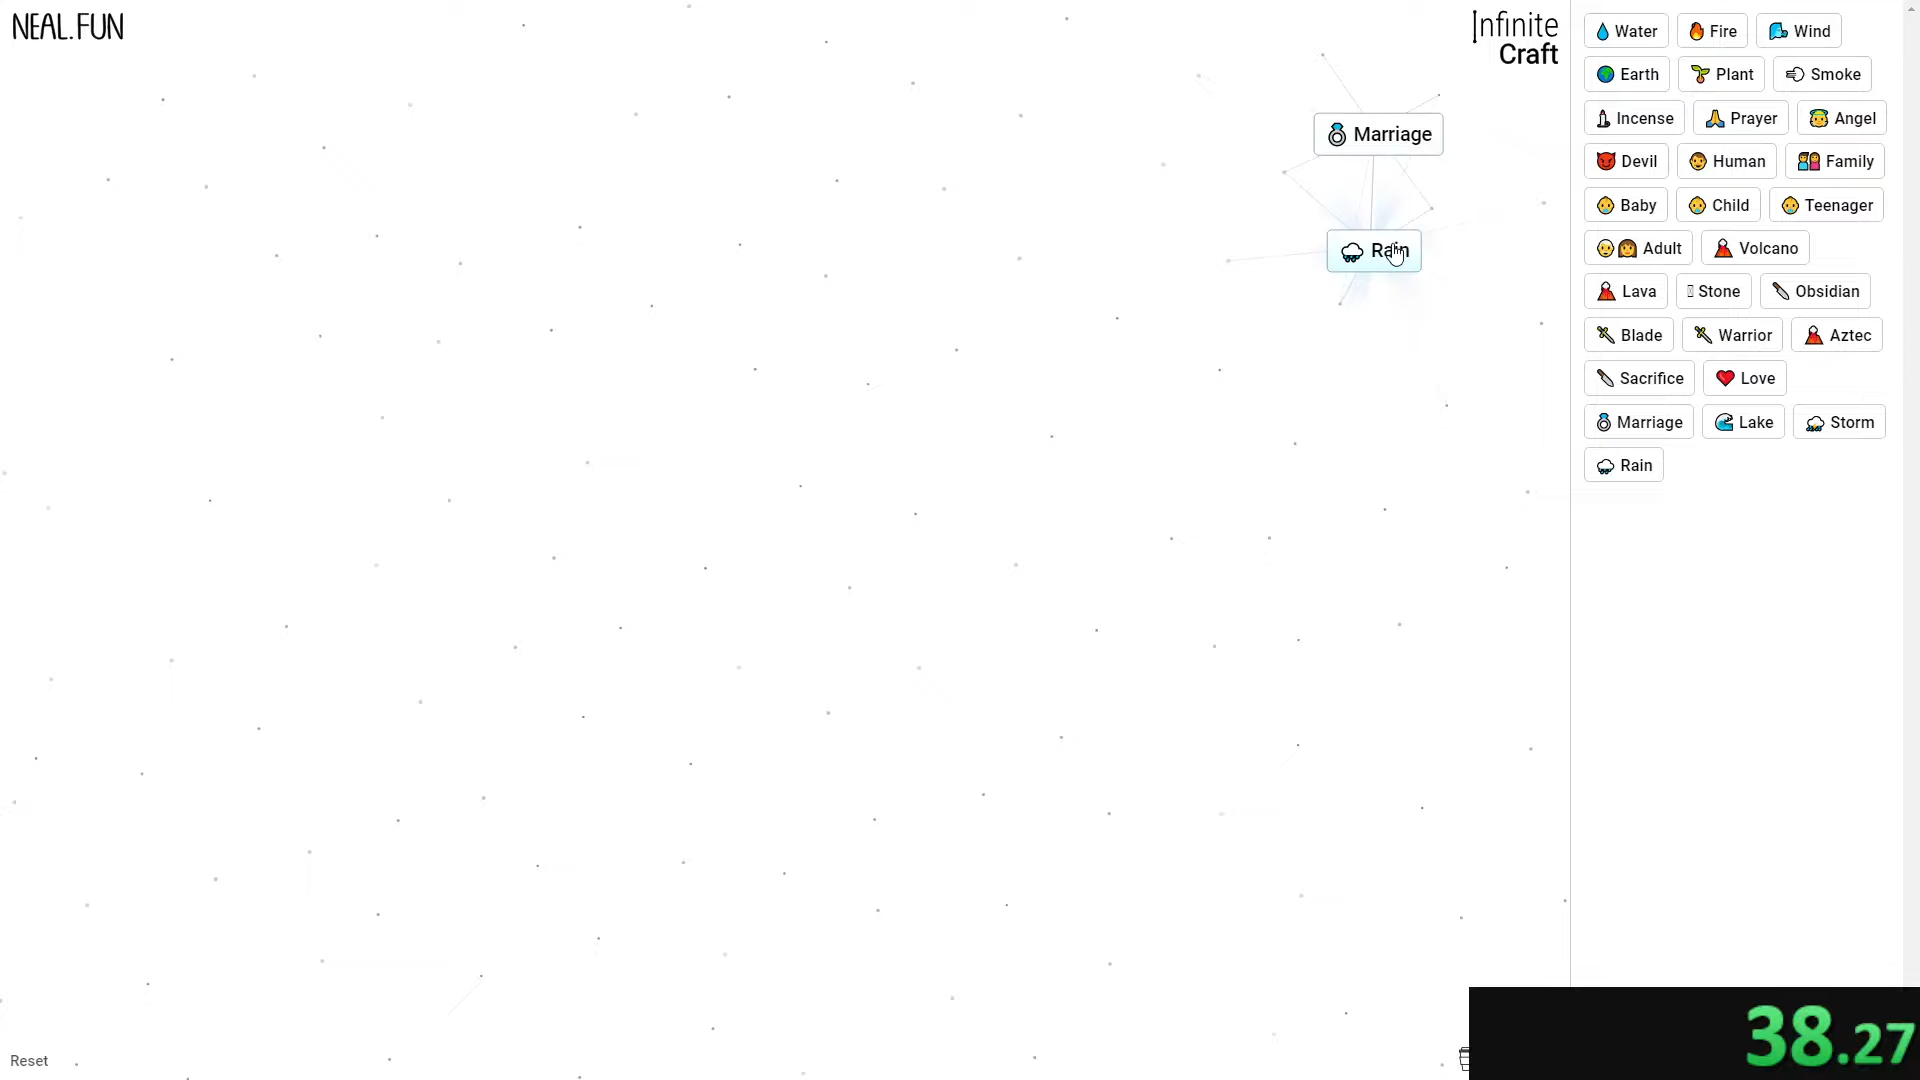 NEAL.FUN
Infinite
Craft
Marriage
Rain
Water Fire Wind
Earth Plant Smoke
Incense Prayer Angel
Devil Human Family
Baby Child Teenager
Adult Volcano
Lava Stone Obsidian
Blade Warrior Aztec
Sacrifice Love
Marriage Lake Storm
Rain
Reset
38.27